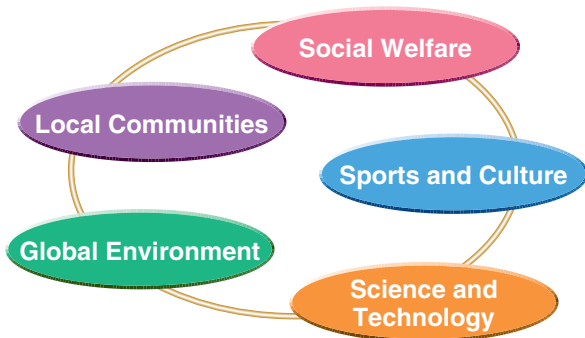 Social Welfare
Local Communities
Sports and Culture
Global Environment
Science and
Technology